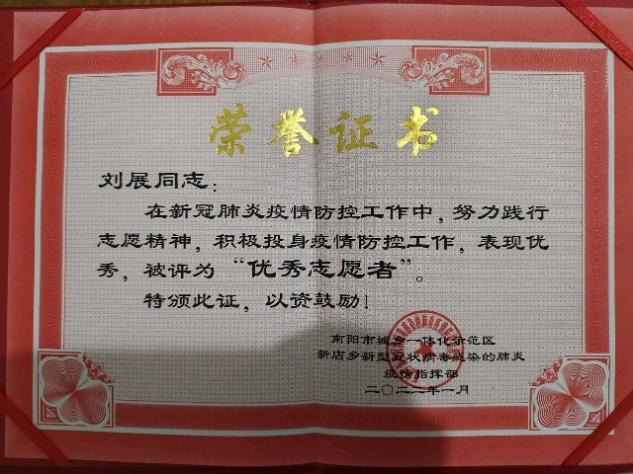 荣誉证书
刘展同志：
在新冠肺炎疫情防控工作中，努力践行
志愿精神，积极投身疫情防控工作，表现优
秀，被评为“优秀志愿者”。
特颁此证，以资鼓励！
南阳市城乡一体化示范区
新店乡新型冠状病毒感染的肺炎
疫情指挥部
二〇二二年一月